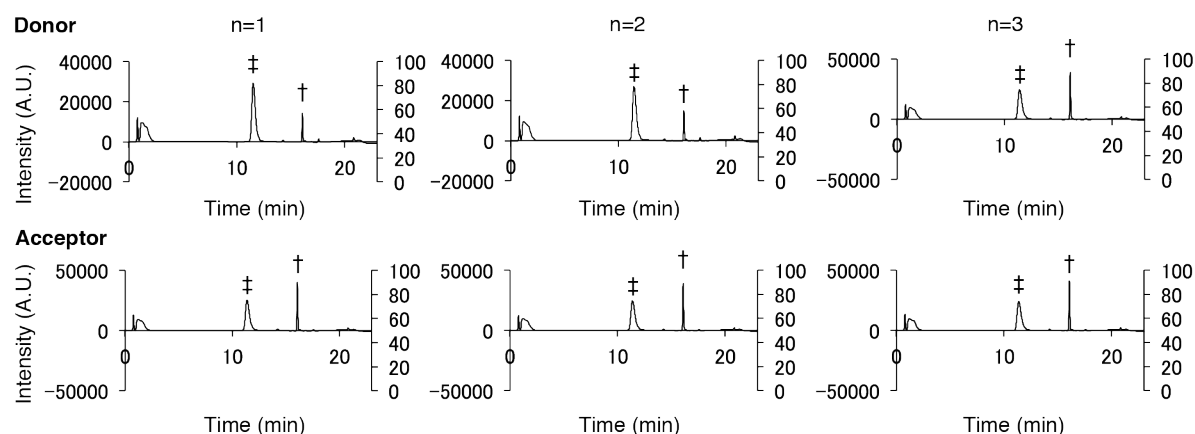 Donor n=1 n=2 n=3
‡ † ‡ † ‡ †
Intensity (A.U.)
40000 100 40000 100 50000 100
20000 80 20000 80 80
60 60 60
0 40 0 40 0 40
0 10 20 20 0 10 20 20 0 10 20 20
−20000 0 −20000 0 −50000 0
Time (min) Time (min) Time (min)
Acceptor
‡ † ‡ † ‡ †
Intensity (A.U.)
50000 100 50000 100 50000 100
80 80 80
0 60 0 60 0 60
40 40 40
0 10 20 20 0 10 20 20 0 10 20 20
−50000 0 −50000 0 −50000 0
Time (min) Time (min) Time (min)